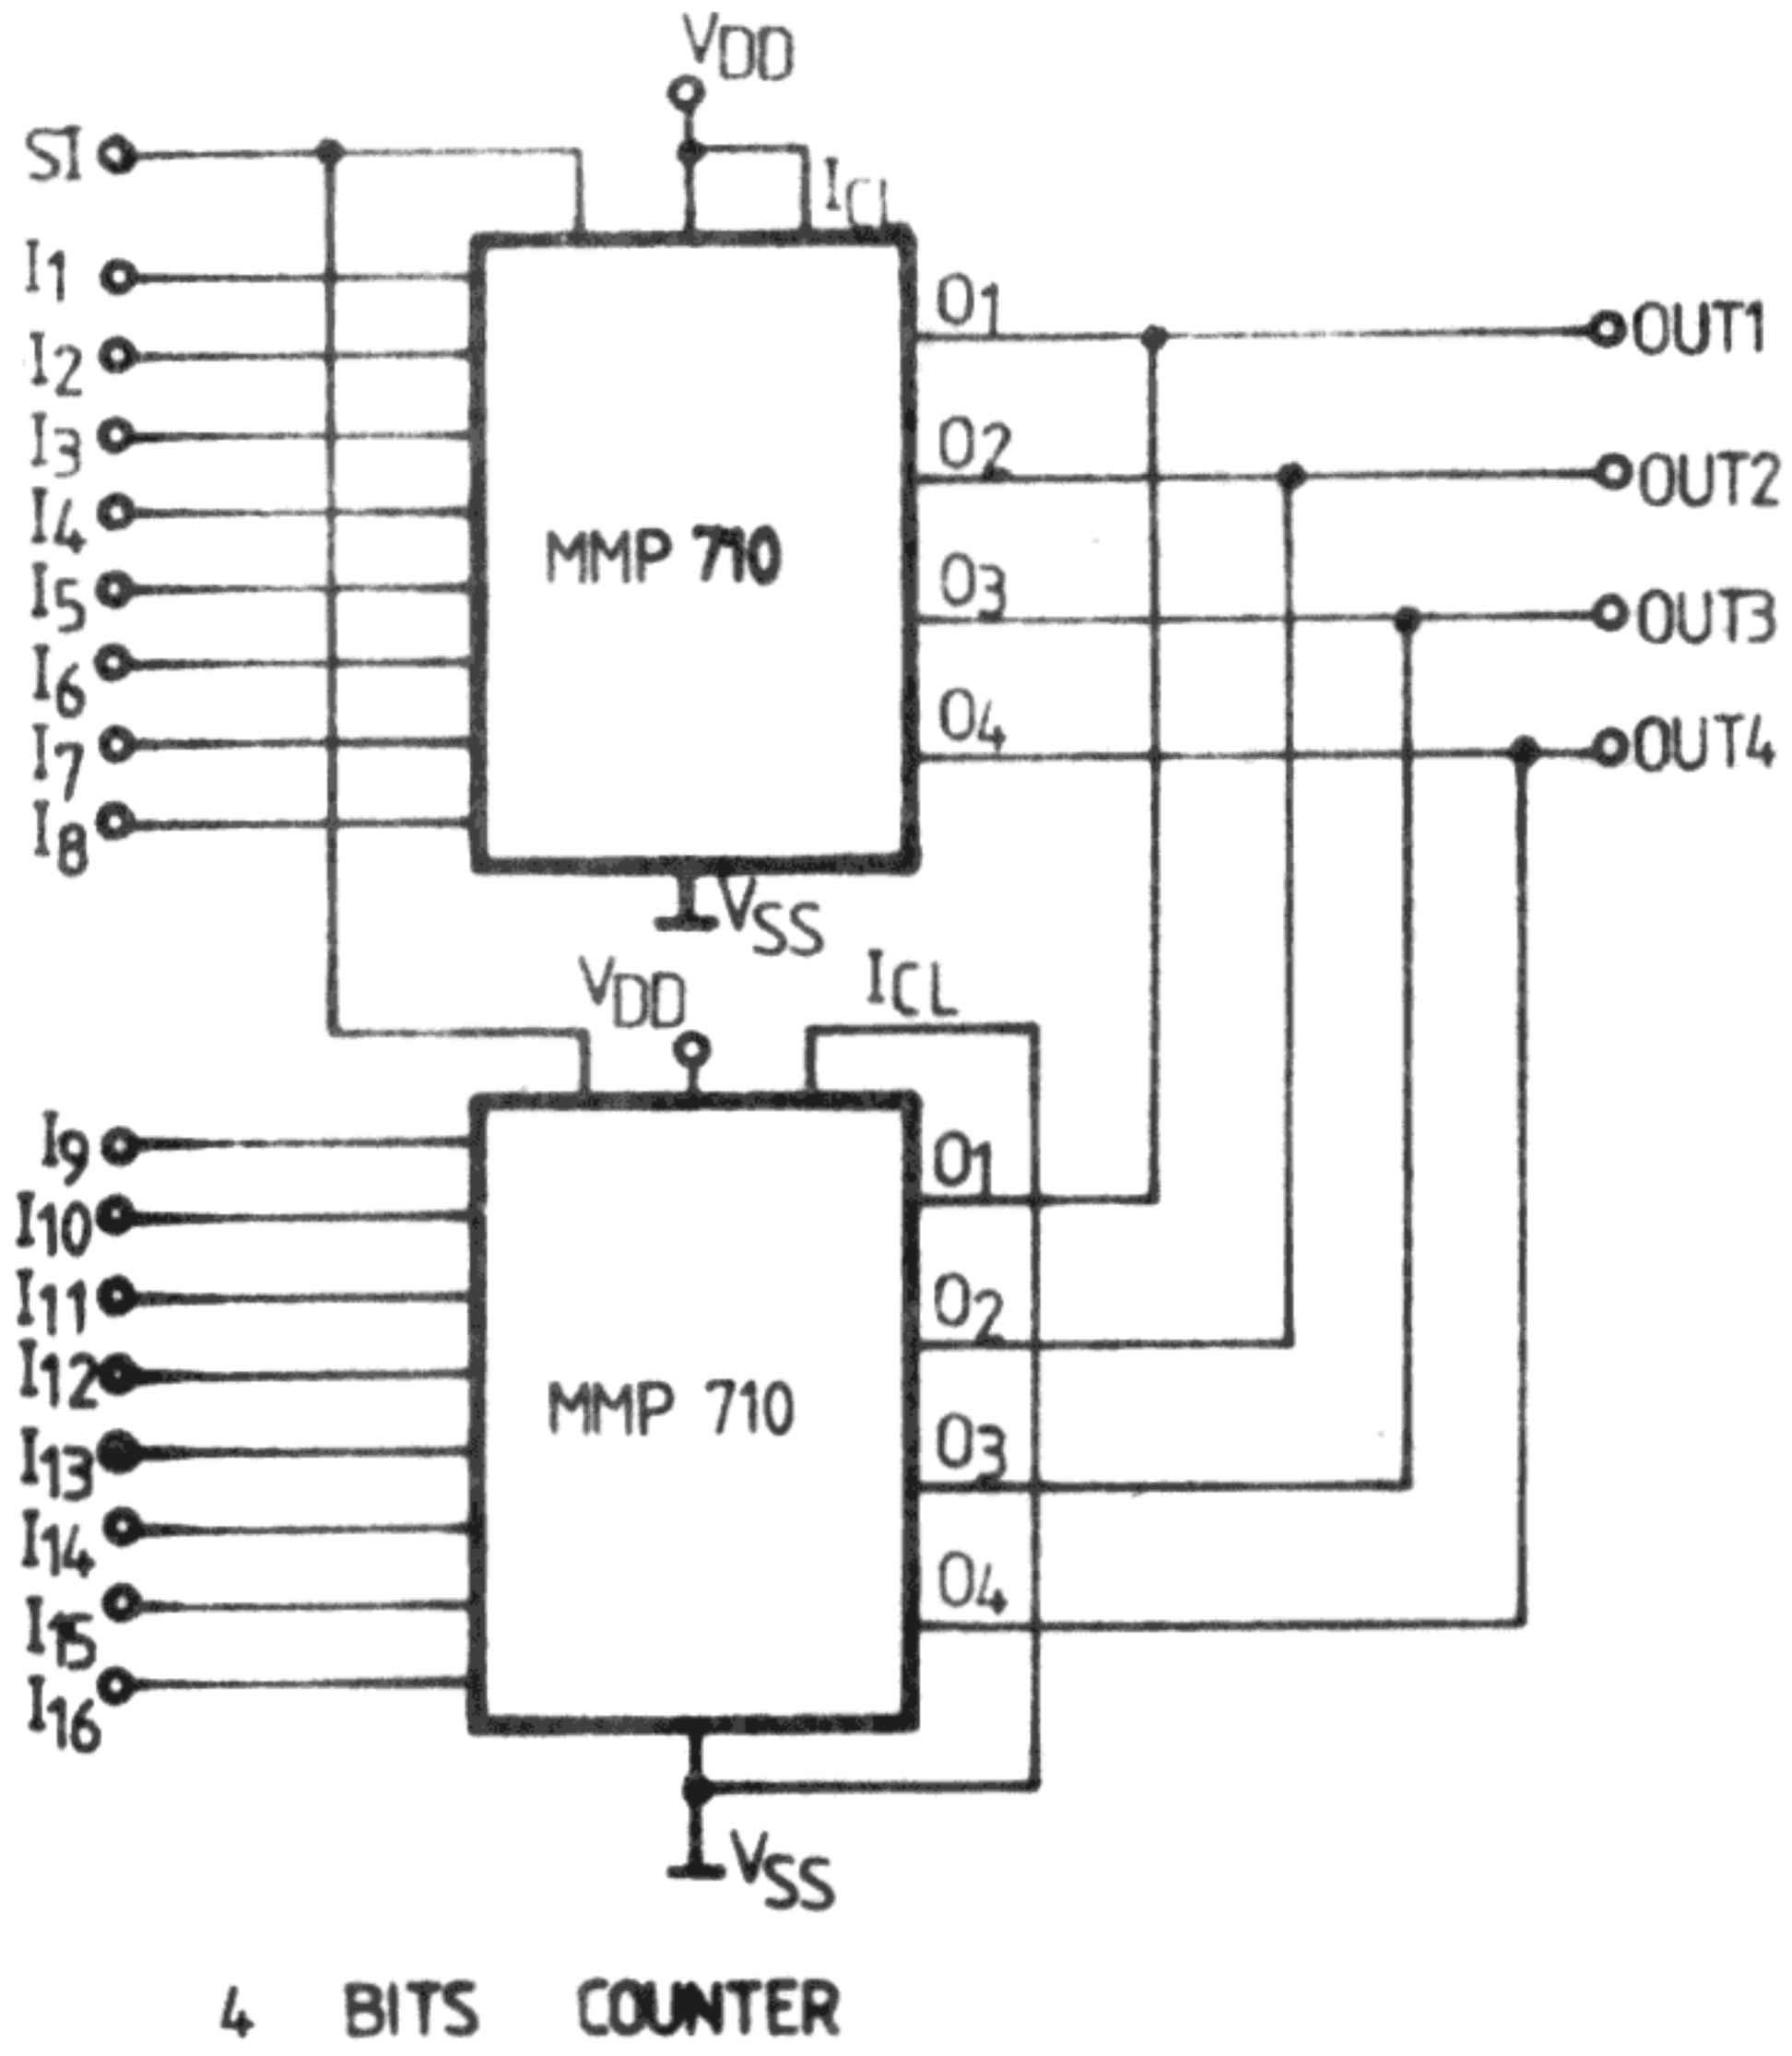 VDD
SI
ICL
I1
O1
OUT1
I2
I3
O2
OUT2
I4
MMP 710
I5
O3
OUT3
I6
I7
O4
OUT4
I8
VSS
VDD
ICL
I9
O1
I10
I11
O2
I12
MMP 710
I13
O3
I14
O4
I15
I16
VSS
4 BITS COUNTER